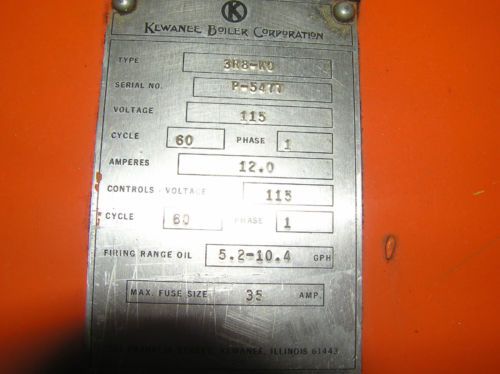 K
KEWANEE BOILER CORPORATION
TYPE 3R8-KO
SERIAL NO. P-5477
VOLTAGE 115
CYCLE 60 PHASE 1
AMPERES 12.0
CONTROLS VOLTAGE 115
CYCLE 60 PHASE 1
FIRING RANGE OIL 5.2-10.4 GPH
MAX. FUSE SIZE 35 AMP.
FRANKLIN STREET, KEWANEE, ILLINOIS 61443